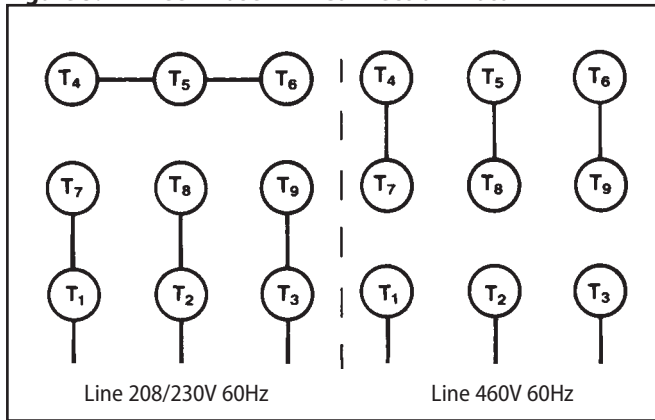 T4 T5 T6
T7 T8 T9
T1 T2 T3
Line 208/230V 60Hz
T4 T5 T6
T7 T8 T9
T1 T2 T3
Line 460V 60Hz